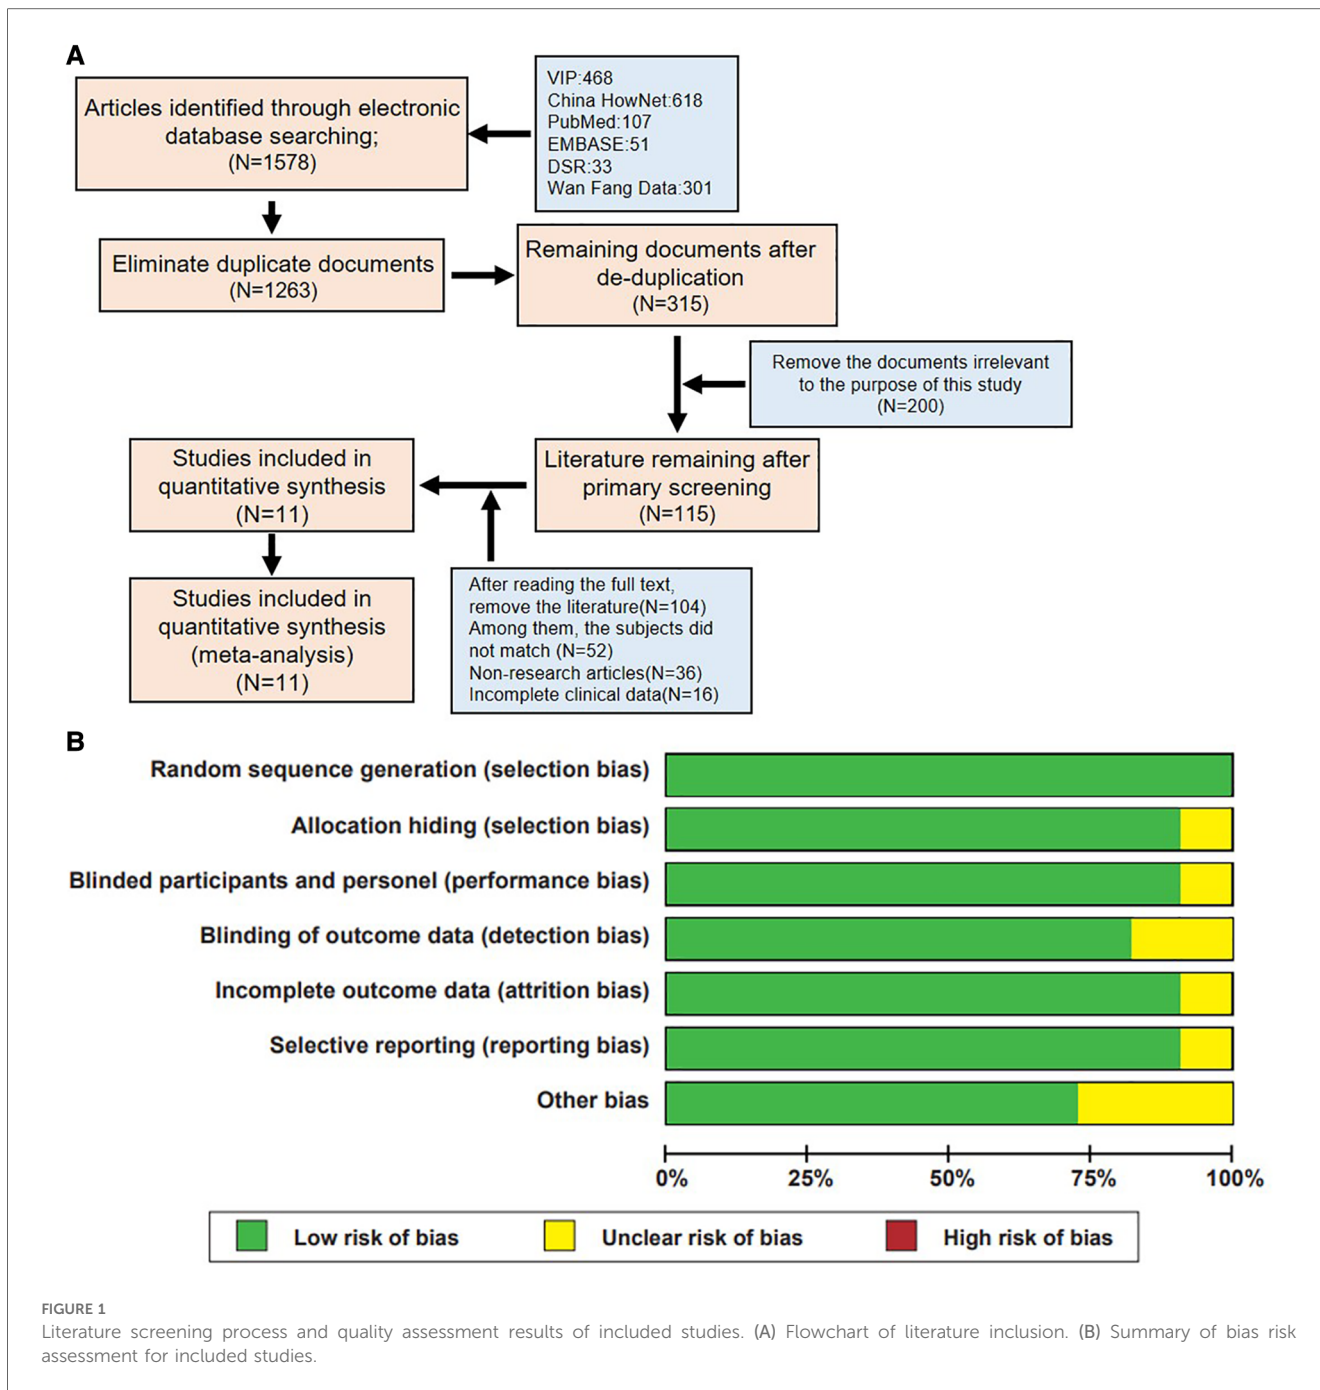 A
Articles identified through electronic
database searching;
(N=1578)
VIP:468
China HowNet:618
PubMed:107
EMBASE:51
DSR:33
Wan Fang Data:301
Eliminate duplicate documents
(N=1263)
Remaining documents after
de-duplication
(N=315)
Remove the documents irrelevant
to the purpose of this study
(N=200)
Literature remaining after
primary screening
(N=115)
Studies included in
quantitative synthesis
(N=11)
After reading the full text,
remove the literature(N=104)
Among them, the subjects did
not match (N=52)
Non-research articles(N=36)
Incomplete clinical data(N=16)
Studies included in
quantitative synthesis
(meta-analysis)
(N=11)
B
Random sequence generation (selection bias)
Allocation hiding (selection bias)
Blinded participants and personel (performance bias)
Blinding of outcome data (detection bias)
Incomplete outcome data (attrition bias)
Selective reporting (reporting bias)
Other bias
0% 25% 50% 75% 100%
Low risk of bias Unclear risk of bias High risk of bias
FIGURE 1
Literature screening process and quality assessment results of included studies. (A) Flowchart of literature inclusion. (B) Summary of bias risk
assessment for included studies.